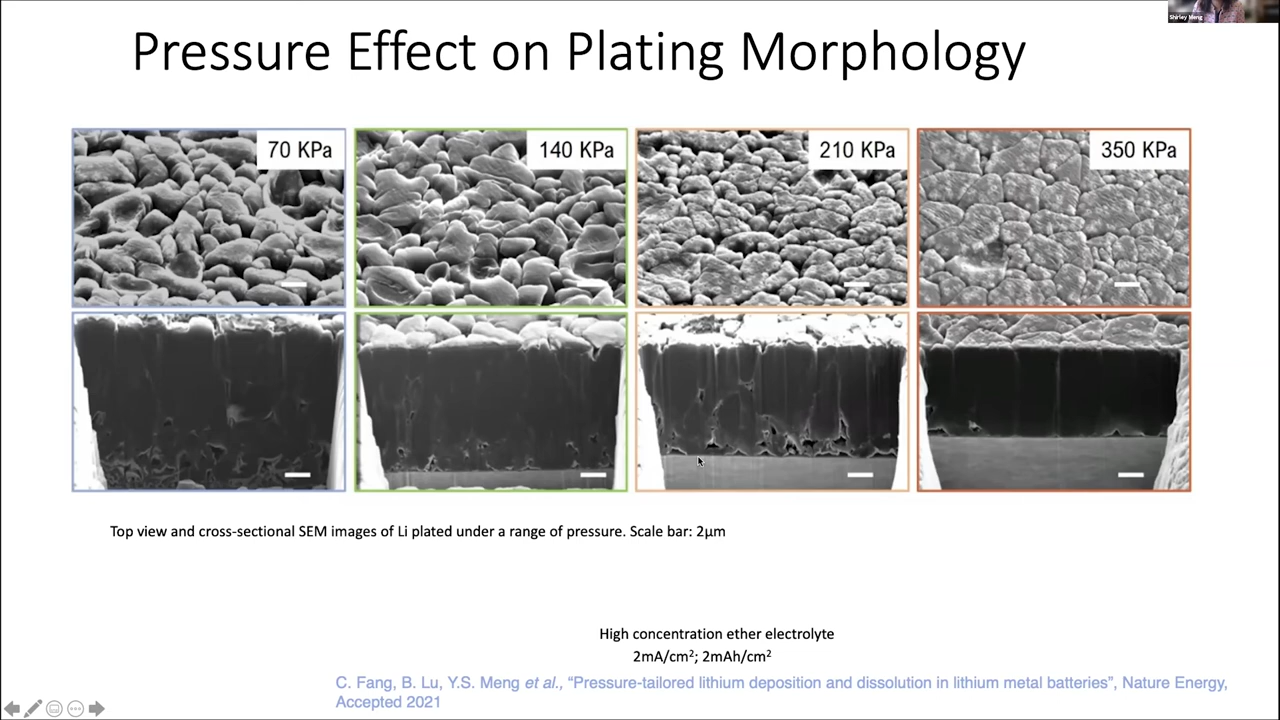 Shirley Meng
Pressure Effect on Plating Morphology
70 KPa
140 KPa
210 KPa
350 KPa
Top view and cross-sectional SEM images of Li plated under a range of pressure. Scale bar: 2μm
High concentration ether electrolyte
2mA/cm²; 2mAh/cm²
C. Fang, B. Lu, Y.S. Meng et al., “Pressure-tailored lithium deposition and dissolution in lithium metal batteries”, Nature Energy,
Accepted 2021